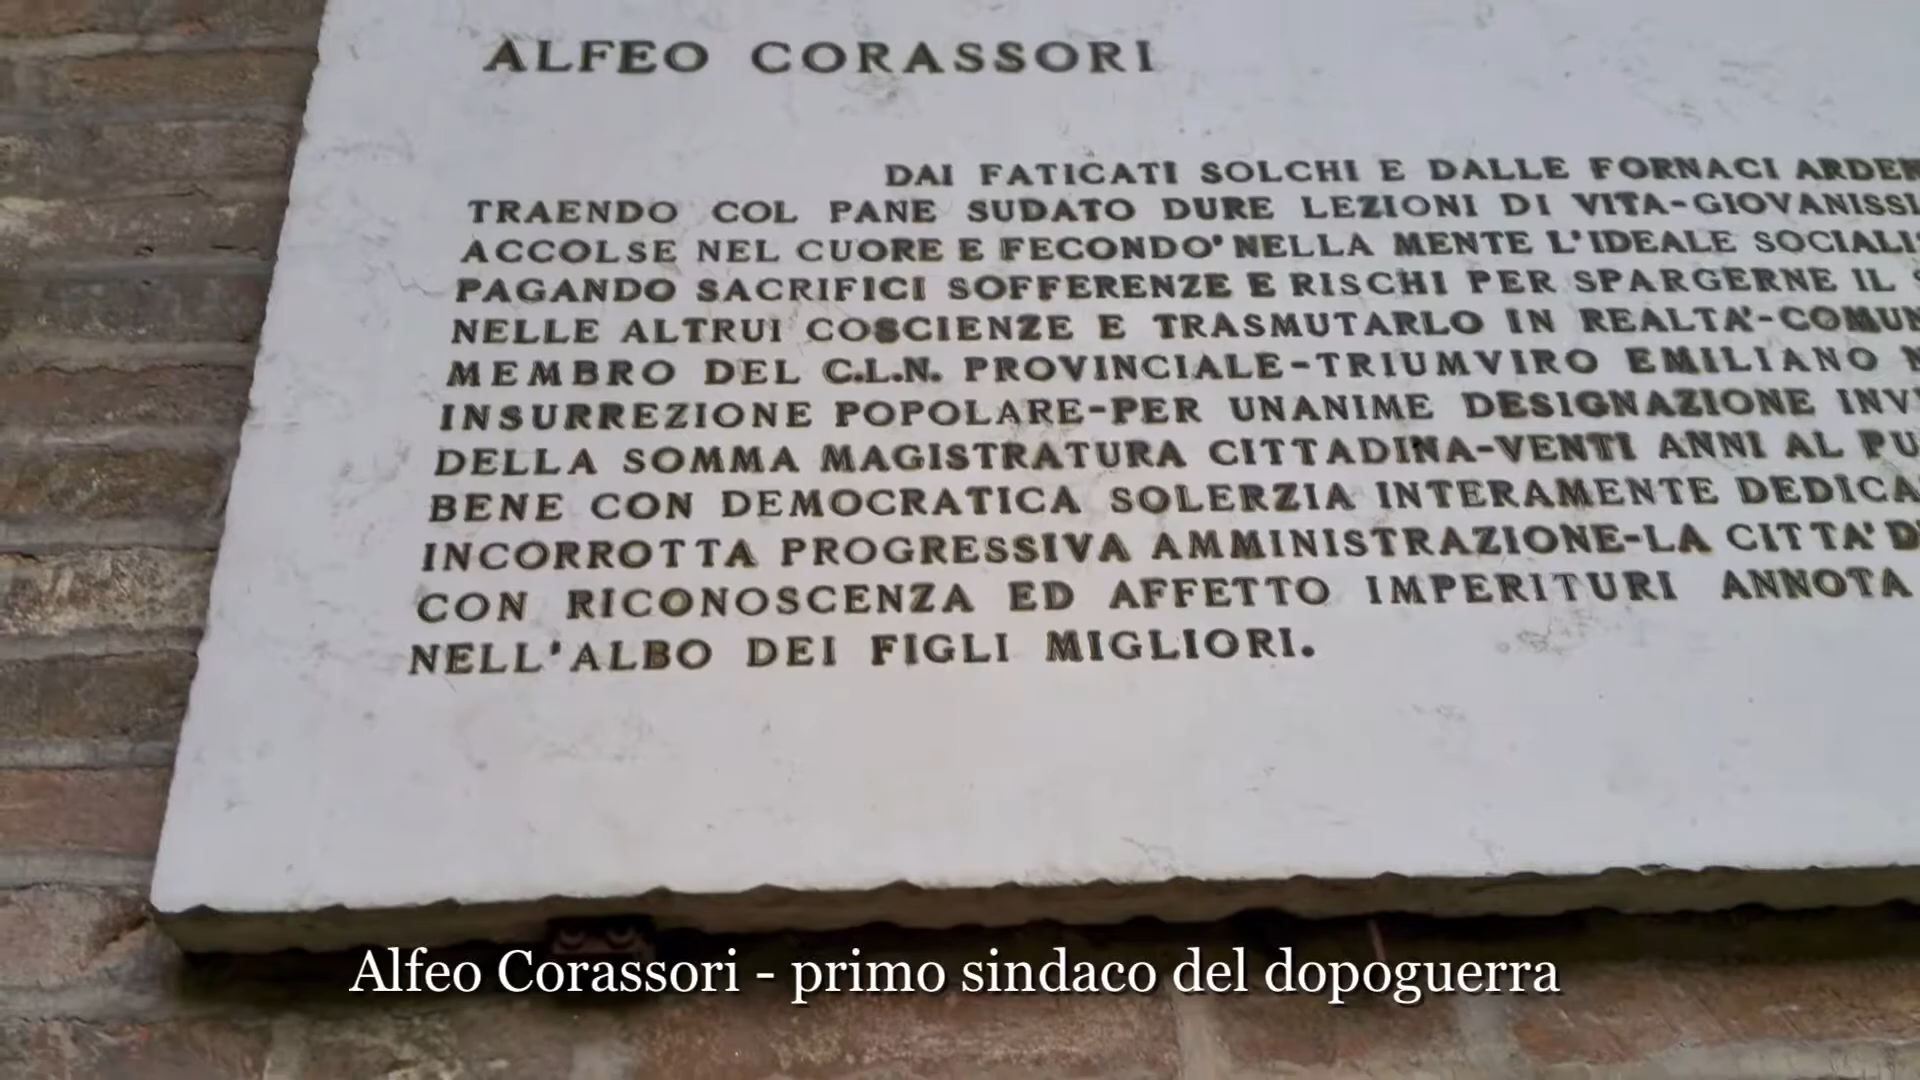 ALFEO CORASSORI
DAI FATICATI SOLCHI E DALLE FORNACI
TRAENDO COL PANE SUDATO DURE LEZIONI DI VITA-
ACCOLSE NEL CUORE E FECONDO' NELLA MENTE L'IDEALE
PAGANDO SACRIFICI SOFFERENZE E RISCHI PER SPARGERNE IL
NELLE ALTRUI COSCIENZE E TRASMUTARLO IN REALTA'-
MEMBRO DEL C.L.N. PROVINCIALE-TRIUMVIRO EMILIANO
INSURREZIONE POPOLARE-PER UNANIME DESIGNAZIONE
DELLA SOMMA MAGISTRATURA CITTADINA-VENTI ANNI AL
BENE CON DEMOCRATICA SOLERZIA INTERAMENTE
INCORROTTA PROGRESSIVA AMMINISTRAZIONE-LA CITTA'
CON RICONOSCENZA ED AFFETTO IMPERITURI ANNOTA
NELL'ALBO DEI FIGLI MIGLIORI.
Alfeo Corassori - primo sindaco del dopoguerra